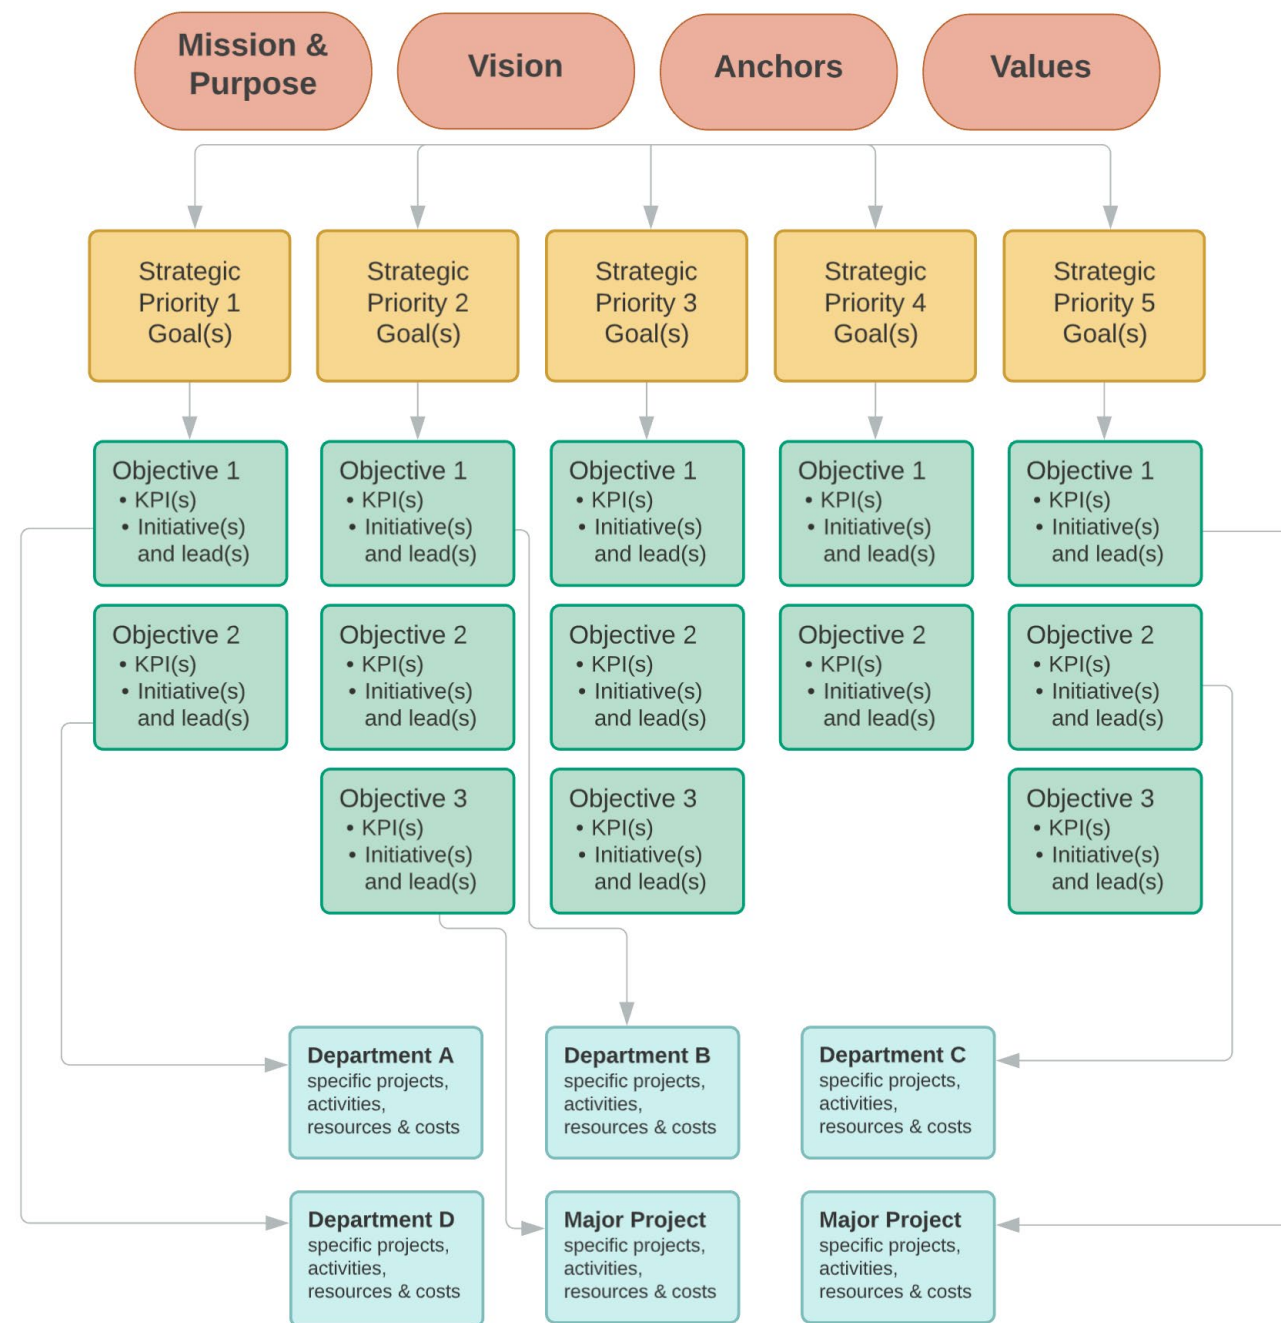 Mission &
Purpose
Vision
Anchors
Values
Strategic
Priority 1
Goal(s)
Strategic
Priority 2
Goal(s)
Strategic
Priority 3
Goal(s)
Strategic
Priority 4
Goal(s)
Strategic
Priority 5
Goal(s)
Objective 1
• KPI(s)
• Initiative(s)
and lead(s)
Objective 1
• KPI(s)
• Initiative(s)
and lead(s)
Objective 1
• KPI(s)
• Initiative(s)
and lead(s)
Objective 1
• KPI(s)
• Initiative(s)
and lead(s)
Objective 1
• KPI(s)
• Initiative(s)
and lead(s)
Objective 2
• KPI(s)
• Initiative(s)
and lead(s)
Objective 2
• KPI(s)
• Initiative(s)
and lead(s)
Objective 2
• KPI(s)
• Initiative(s)
and lead(s)
Objective 2
• KPI(s)
• Initiative(s)
and lead(s)
Objective 2
• KPI(s)
• Initiative(s)
and lead(s)
Objective 3
• KPI(s)
• Initiative(s)
and lead(s)
Objective 3
• KPI(s)
• Initiative(s)
and lead(s)
Objective 3
• KPI(s)
• Initiative(s)
and lead(s)
Department A
specific projects,
activities,
resources & costs
Department B
specific projects,
activities,
resources & costs
Department C
specific projects,
activities,
resources & costs
Department D
specific projects,
activities,
resources & costs
Major Project
specific projects,
activities,
resources & costs
Major Project
specific projects,
activities,
resources & costs